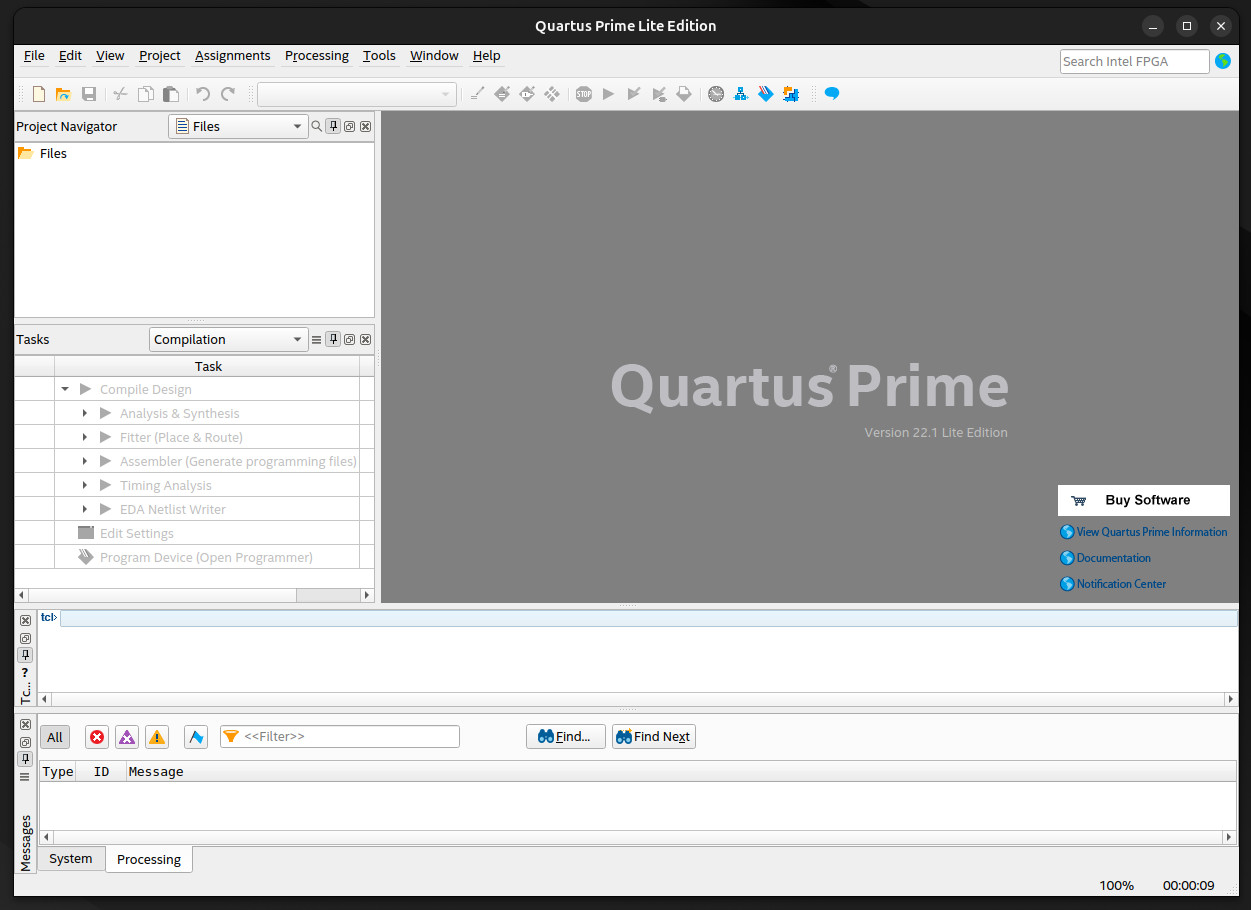 Quartus Prime Lite Edition
File Edit View Project Assignments Processing Tools Window Help
Search Intel FPGA
STOP
Project Navigator
Files
Files
Tasks
Compilation
Task
Compile Design
Analysis & Synthesis
Fitter (Place & Route)
Assembler (Generate programming files)
Timing Analysis
EDA Netlist Writer
Edit Settings
Program Device (Open Programmer)
Quartus® Prime
Version 22.1 Lite Edition
Buy Software
View Quartus Prime Information
Documentation
Notification Center
tcl>
?
Tc...
All
<<Filter>>
Find...
Find Next
Type ID Message
Messages
System
Processing
100% 00:00:09